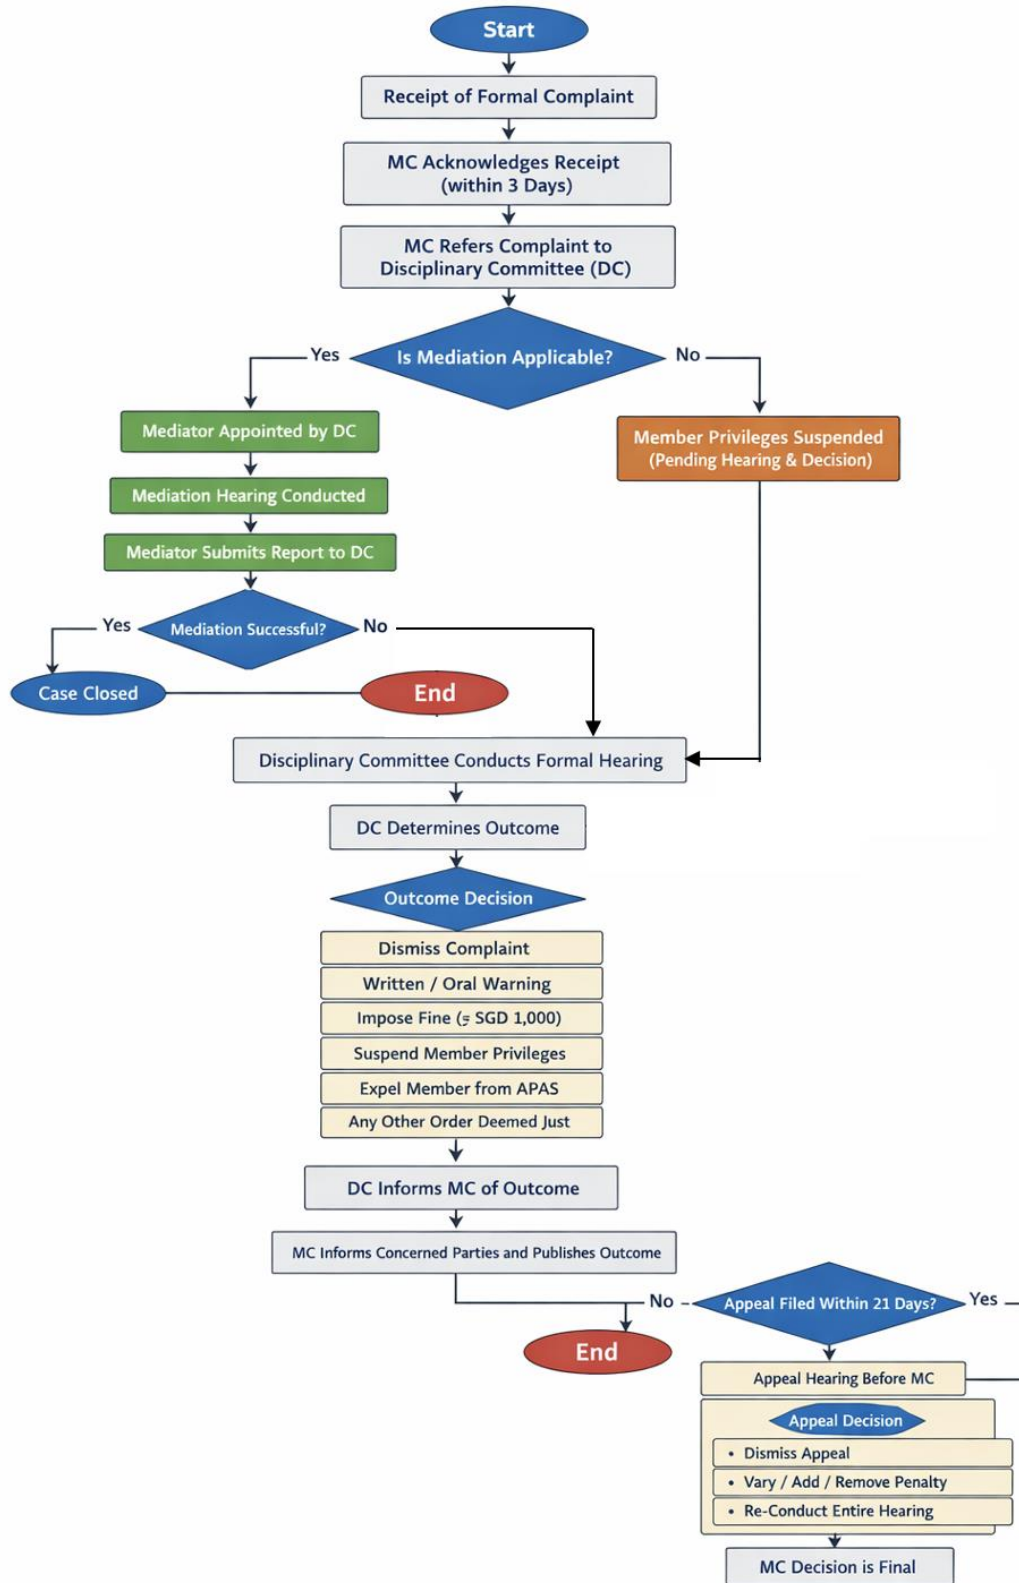 Start
Receipt of Formal Complaint
MC Acknowledges Receipt
(within 3 Days)
MC Refers Complaint to
Disciplinary Committee (DC)
Is Mediation Applicable?
Yes
No
Mediator Appointed by DC
Mediation Hearing Conducted
Mediator Submits Report to DC
Member Privileges Suspended
(Pending Hearing & Decision)
Mediation Successful?
Yes
No
Case Closed
End
Disciplinary Committee Conducts Formal Hearing
DC Determines Outcome
Outcome Decision
Dismiss Complaint
Written / Oral Warning
Impose Fine (≤ SGD 1,000)
Suspend Member Privileges
Expel Member from APAS
Any Other Order Deemed Just
DC Informs MC of Outcome
MC Informs Concerned Parties and Publishes Outcome
No
Appeal Filed Within 21 Days?
Yes
End
Appeal Hearing Before MC
Appeal Decision
• Dismiss Appeal
• Vary / Add / Remove Penalty
• Re-Conduct Entire Hearing
MC Decision is Final